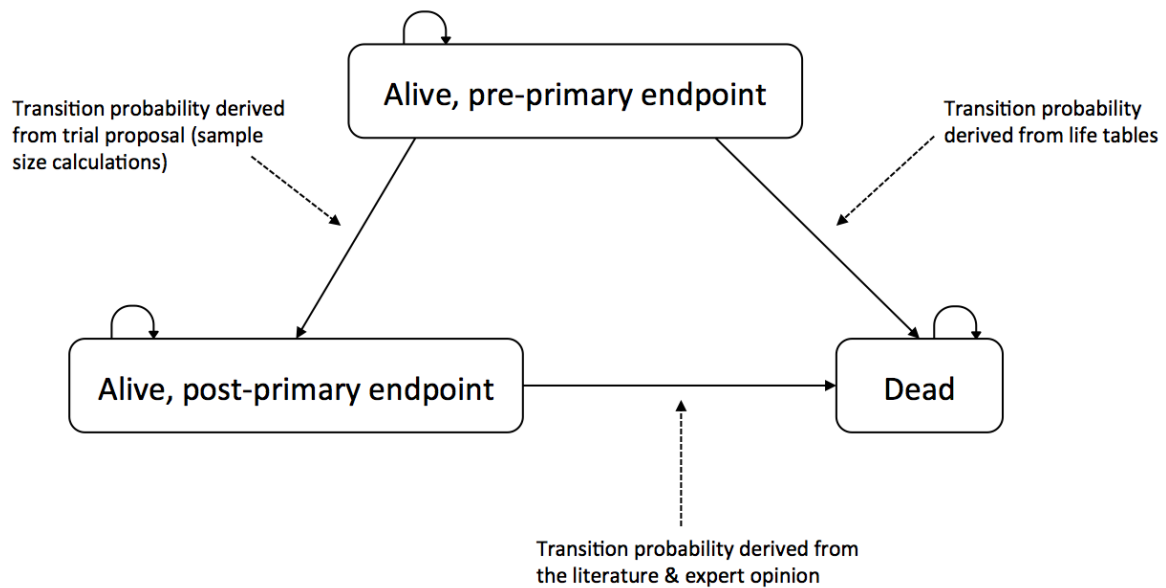 Alive, pre-primary endpoint
Transition probability derived
from trial proposal (sample
size calculations)
Transition probability
derived from life tables
Alive, post-primary endpoint
Dead
Transition probability derived from
the literature & expert opinion